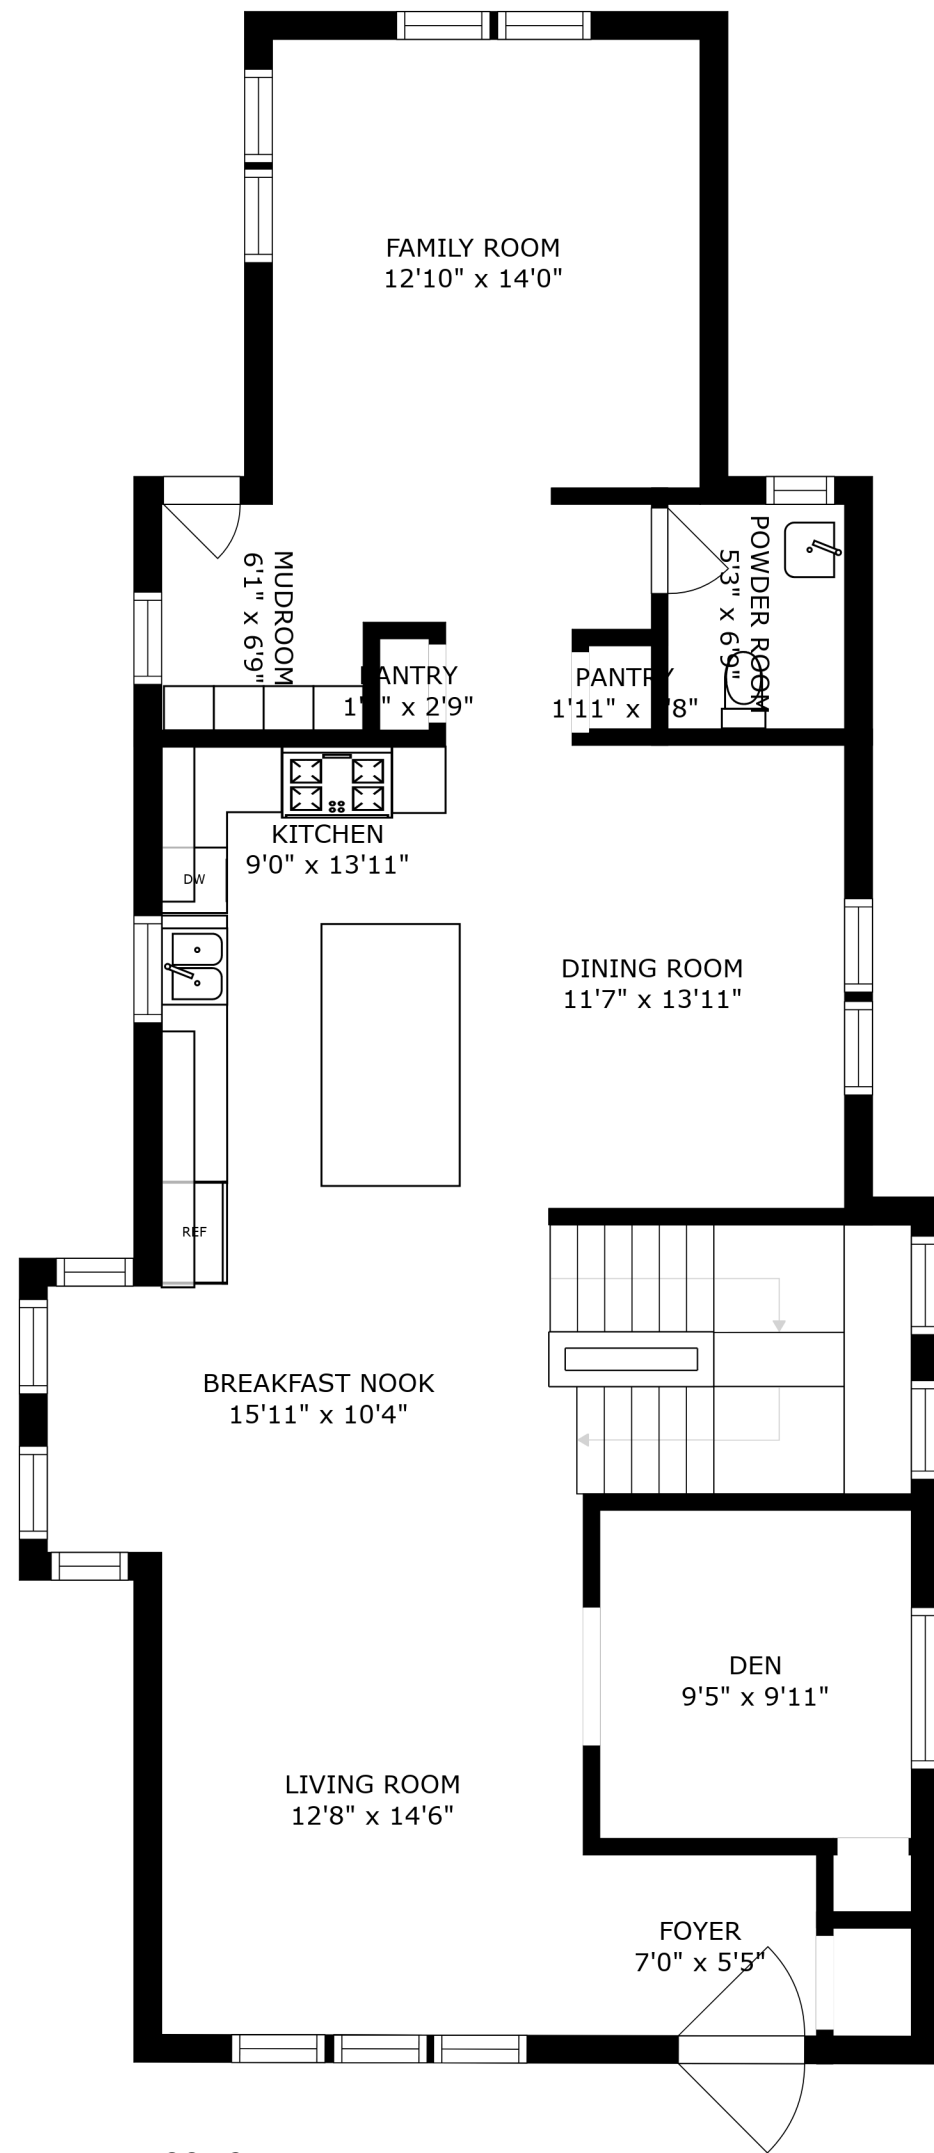 FAMILY ROOM
12'10" x 14'0"
MUDROOM
6'1" x 6'9"
POWDER ROOM
5'3" x 6'9"
PANTRY
x 2'9"
PANTRY
1'11" x
KITCHEN
9'0" x 13'11"
DW
DINING ROOM
11'7" x 13'11"
REF
BREAKFAST NOOK
15'11" x 10'4"
DEN
9'5" x 9'11"
LIVING ROOM
12'8" x 14'6"
FOYER
7'0" x 5'5"